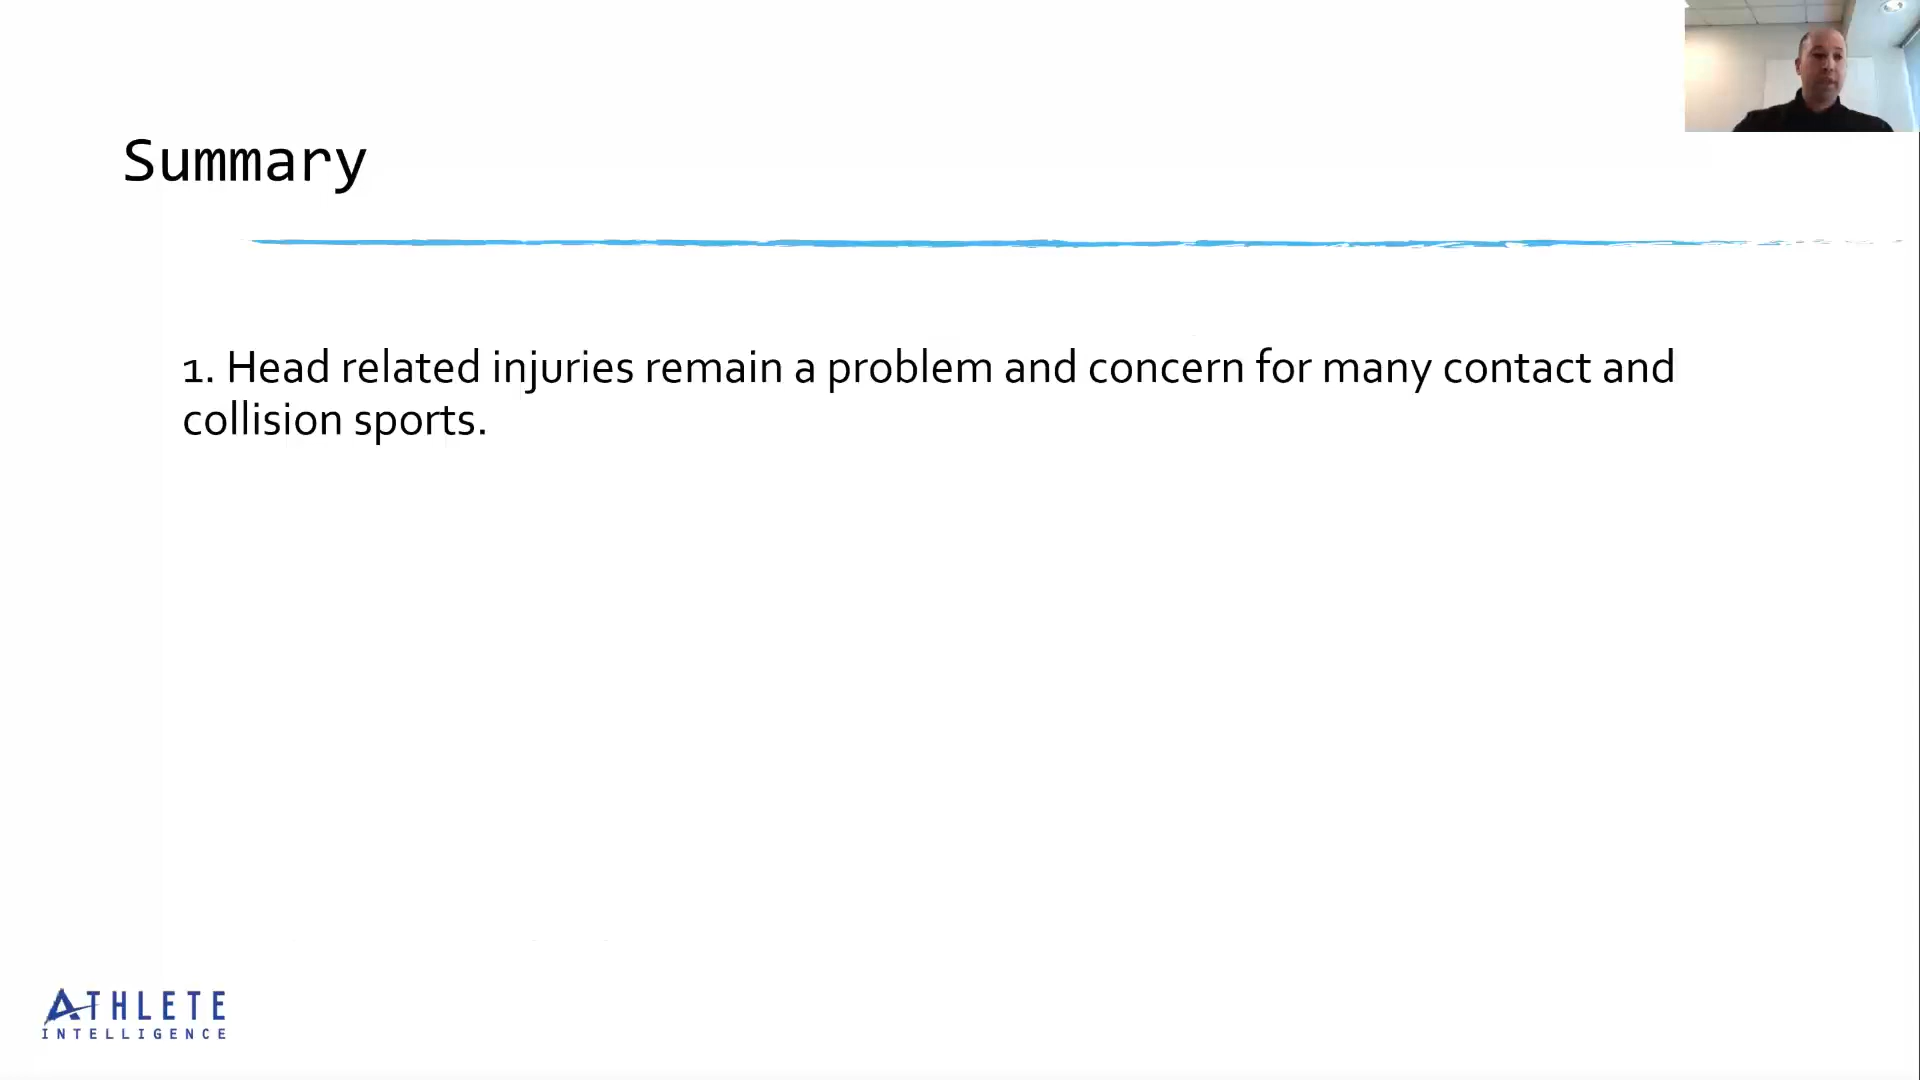 Summary
1. Head related injuries remain a problem and concern for many contact and
collision sports.
ATHLETE
INTELLIGENCE